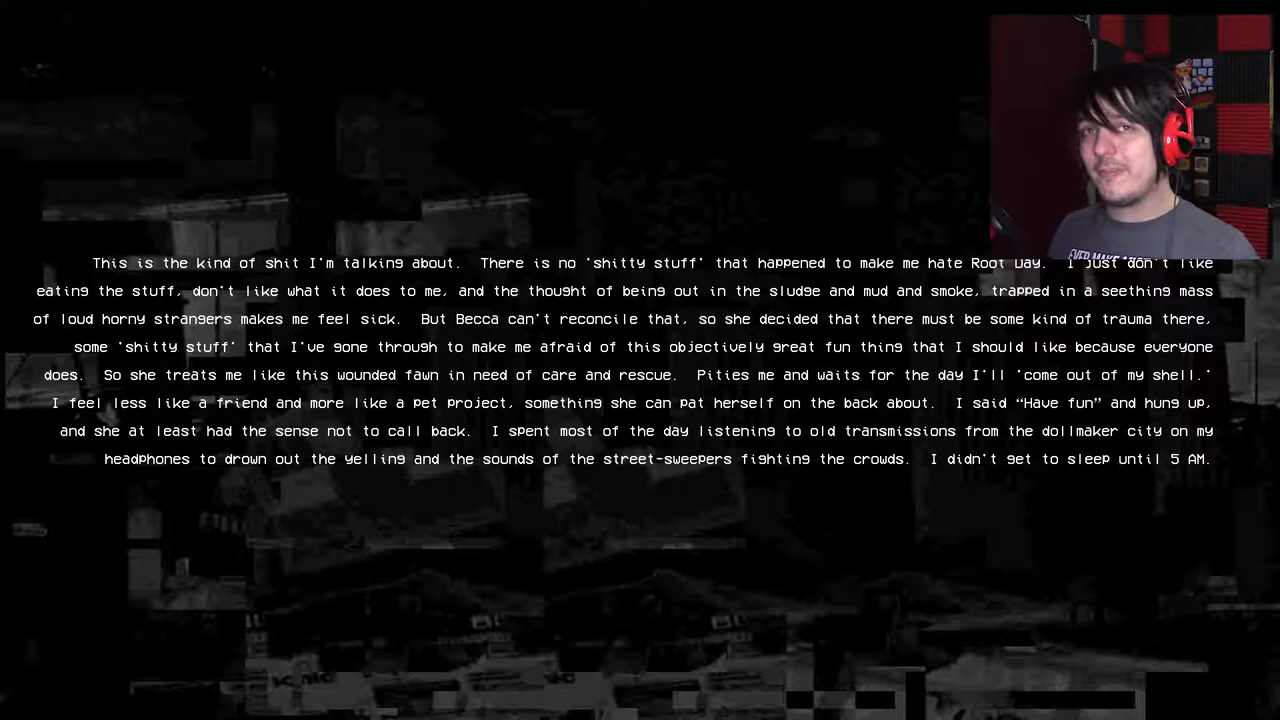 This is the kind of shit I'm talking about.  There is no 'shitty stuff' that happened to make me hate Root Day.  I just don't like
eating the stuff, don't like what it does to me, and the thought of being out in the sludge and mud and smoke, trapped in a seething mass
of loud horny strangers makes me feel sick.  But Becca can't reconcile that, so she decided that there must be some kind of trauma there,
some 'shitty stuff' that I've gone through to make me afraid of this objectively great fun thing that I should like because everyone
does.  So she treats me like this wounded fawn in need of care and rescue.  Pities me and waits for the day I'll 'come out of my shell.'
I feel less like a friend and more like a pet project, something she can pat herself on the back about.  I said “Have fun” and hung up,
and she at least had the sense not to call back.  I spent most of the day listening to old transmissions from the dollmaker city on my
headphones to drown out the yelling and the sounds of the street-sweepers fighting the crowds.  I didn't get to sleep until 5 AM.